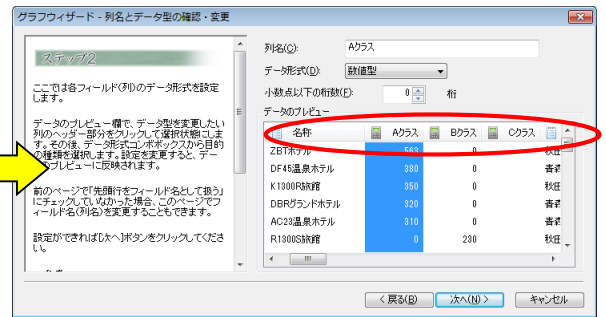 グラフウィザード - 列名とデータ型の確認・変更
ステップ2
ここでは各フィールド(列)のデータ形式を設定
します。
データのプレビュー欄で、データ型を変更したい
列のヘッダー部分をクリックして選択状態にしま
す。その後、データ形式コンボボックスから目的
の種類を選択します。設定を変更すると、デー
のプレビューに反映されます。
前のページで「先頭行をフィールド名として扱う」
にチェックしていなかった場合、このページでフ
ィールド名(列名)を変更することもできます。
設定ができれば[次へ]ボタンをクリックしてくださ
い。
列名(C): Aクラス
データ形式(D): 数値型
小数点以下の桁数(F): 0 桁
データのプレビュー
名称 Aクラス Bクラス Cクラス
ZBTホテル 563 0 秋田
DF45温泉ホテル 380 0 青森
K1300R旅館 350 0 秋田
DBRグランドホテル 320 0 青森
AC23温泉ホテル 310 0 青森
R1300S旅館 0 230 秋田
< 戻る(B) 次へ(N) > キャンセル